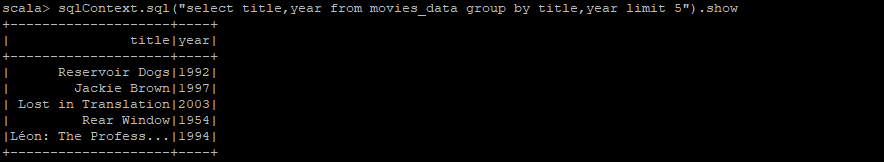 scala> sqlContext.sql("select title,year from movies_data group by title,year limit 5").show
+--------------------+----+
|               title|year|
+--------------------+----+
|      Reservoir Dogs|1992|
|        Jackie Brown|1997|
| Lost in Translation|2003|
|         Rear Window|1954|
|Léon: The Profess...|1994|
+--------------------+----+